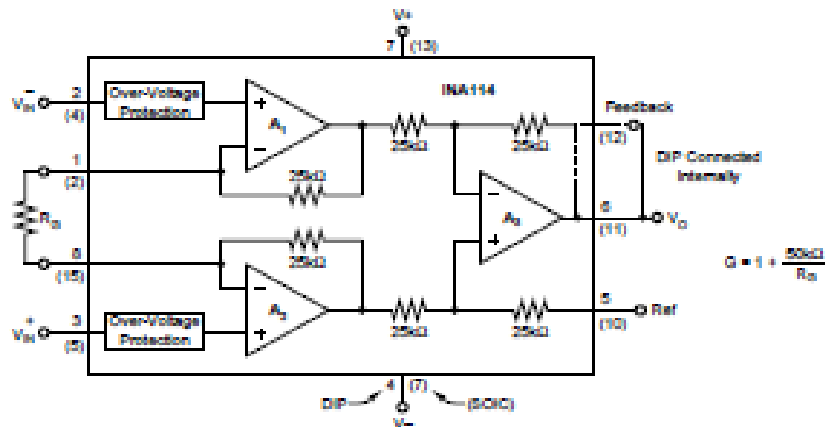 V+
7 (13)
INA114
2
V⁻IN
(4)
Over-Voltage
Protection
A1
Feedback
(12)
25kΩ
25kΩ
DIP Connected
Internally
1
(2)
25kΩ
RG
A3
6
(11)
VO
G = 1 + 50kΩ
RG
25kΩ
8
(15)
5
(10)
Ref
3
V⁺IN
(5)
Over-Voltage
Protection
A2
25kΩ
25kΩ
4 (7)
DIP
(SOIC)
V−